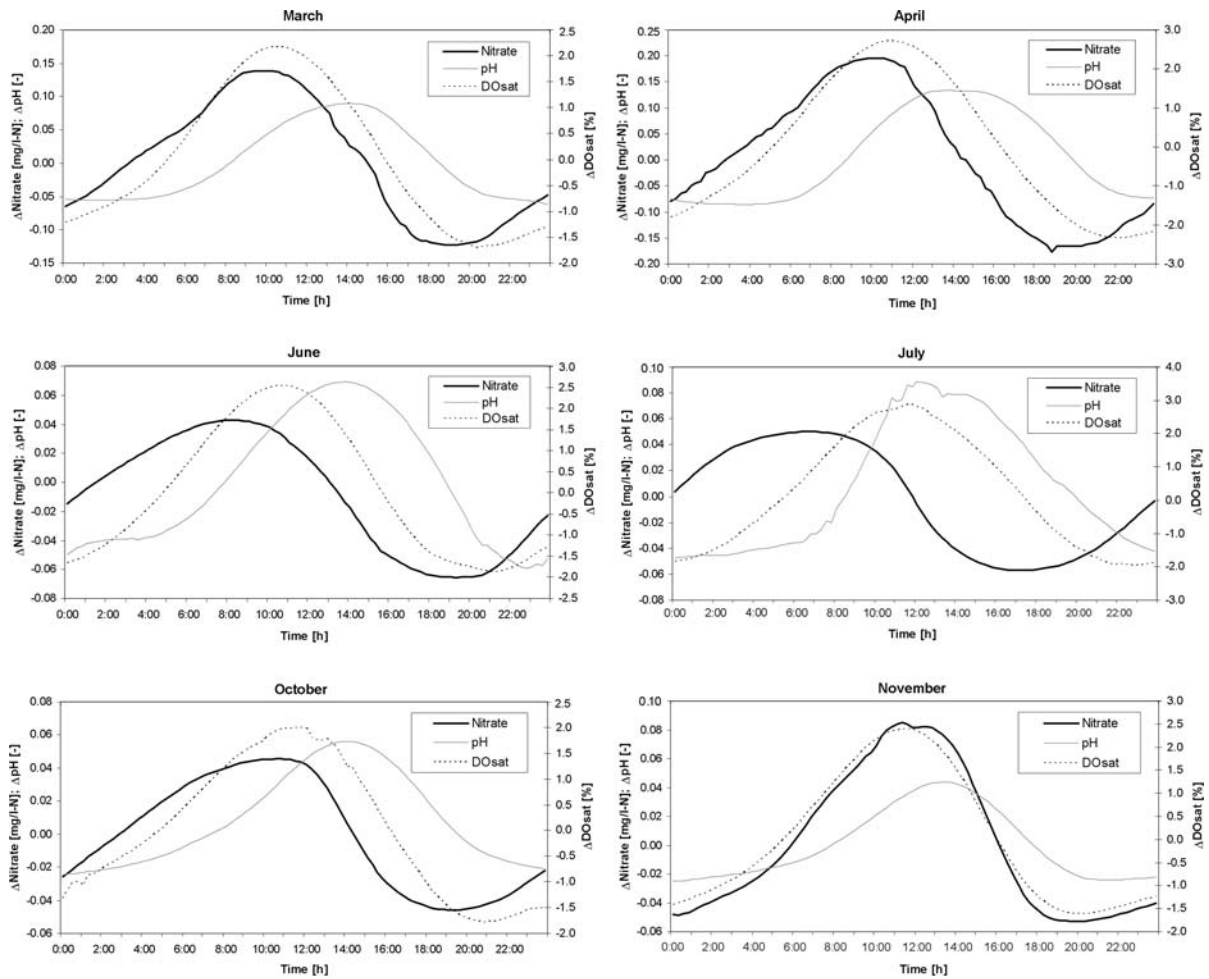 March
ΔNitrate [mg/l-N]; ΔpH [-]
0.20
0.15
0.10
0.05
0.00
-0.05
-0.10
-0.15
Nitrate
pH
DOsat
2.5
2.0
1.5
1.0
0.5
0.0
-0.5
-1.0
-1.5
-2.0
ΔDOsat [%]
0:00 2:00 4:00 6:00 8:00 10:00 12:00 14:00 16:00 18:00 20:00 22:00
Time [h]
April
ΔNitrate [mg/l-N]; ΔpH [-]
0.25
0.20
0.15
0.10
0.05
0.00
-0.05
-0.10
-0.15
-0.20
Nitrate
pH
DOsat
3.0
2.0
1.0
0.0
-1.0
-2.0
-3.0
ΔDOsat [%]
0:00 2:00 4:00 6:00 8:00 10:00 12:00 14:00 16:00 18:00 20:00 22:00
Time [h]
June
ΔNitrate [mg/l-N]; ΔpH [-]
0.08
0.06
0.04
0.02
0.00
-0.02
-0.04
-0.06
-0.08
Nitrate
pH
DOsat
3.0
2.5
2.0
1.5
1.0
0.5
0.0
-0.5
-1.0
-1.5
-2.0
-2.5
ΔDOsat [%]
0:00 2:00 4:00 6:00 8:00 10:00 12:00 14:00 16:00 18:00 20:00 22:00
Time [h]
July
ΔNitrate [mg/l-N]; ΔpH [-]
0.10
0.08
0.06
0.04
0.02
0.00
-0.02
-0.04
-0.06
-0.08
Nitrate
pH
DOsat
4.0
3.0
2.0
1.0
0.0
-1.0
-2.0
-3.0
ΔDOsat [%]
0:00 2:00 4:00 6:00 8:00 10:00 12:00 14:00 16:00 18:00 20:00 22:00
Time [h]
October
ΔNitrate [mg/l-N]; ΔpH [-]
0.08
0.06
0.04
0.02
0.00
-0.02
-0.04
-0.06
Nitrate
pH
DOsat
2.5
2.0
1.5
1.0
0.5
0.0
-0.5
-1.0
-1.5
-2.0
ΔDOsat [%]
0:00 2:00 4:00 6:00 8:00 10:00 12:00 14:00 16:00 18:00 20:00 22:00
Time [h]
November
ΔNitrate [mg/l-N]; ΔpH [-]
0.10
0.08
0.06
0.04
0.02
0.00
-0.02
-0.04
-0.06
Nitrate
pH
DOsat
3.0
2.5
2.0
1.5
1.0
0.5
0.0
-0.5
-1.0
-1.5
-2.0
ΔDOsat [%]
0:00 2:00 4:00 6:00 8:00 10:00 12:00 14:00 16:00 18:00 20:00 22:00
Time [h]